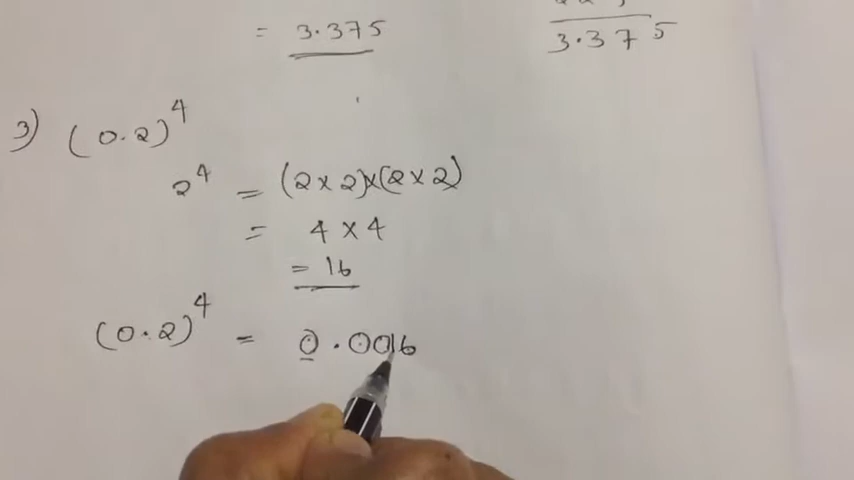 = 3.375
3.375
3) (0.2)^4
2^4 = (2×2)×(2×2)
= 4×4
= 16
(0.2)^4 = 0.0016